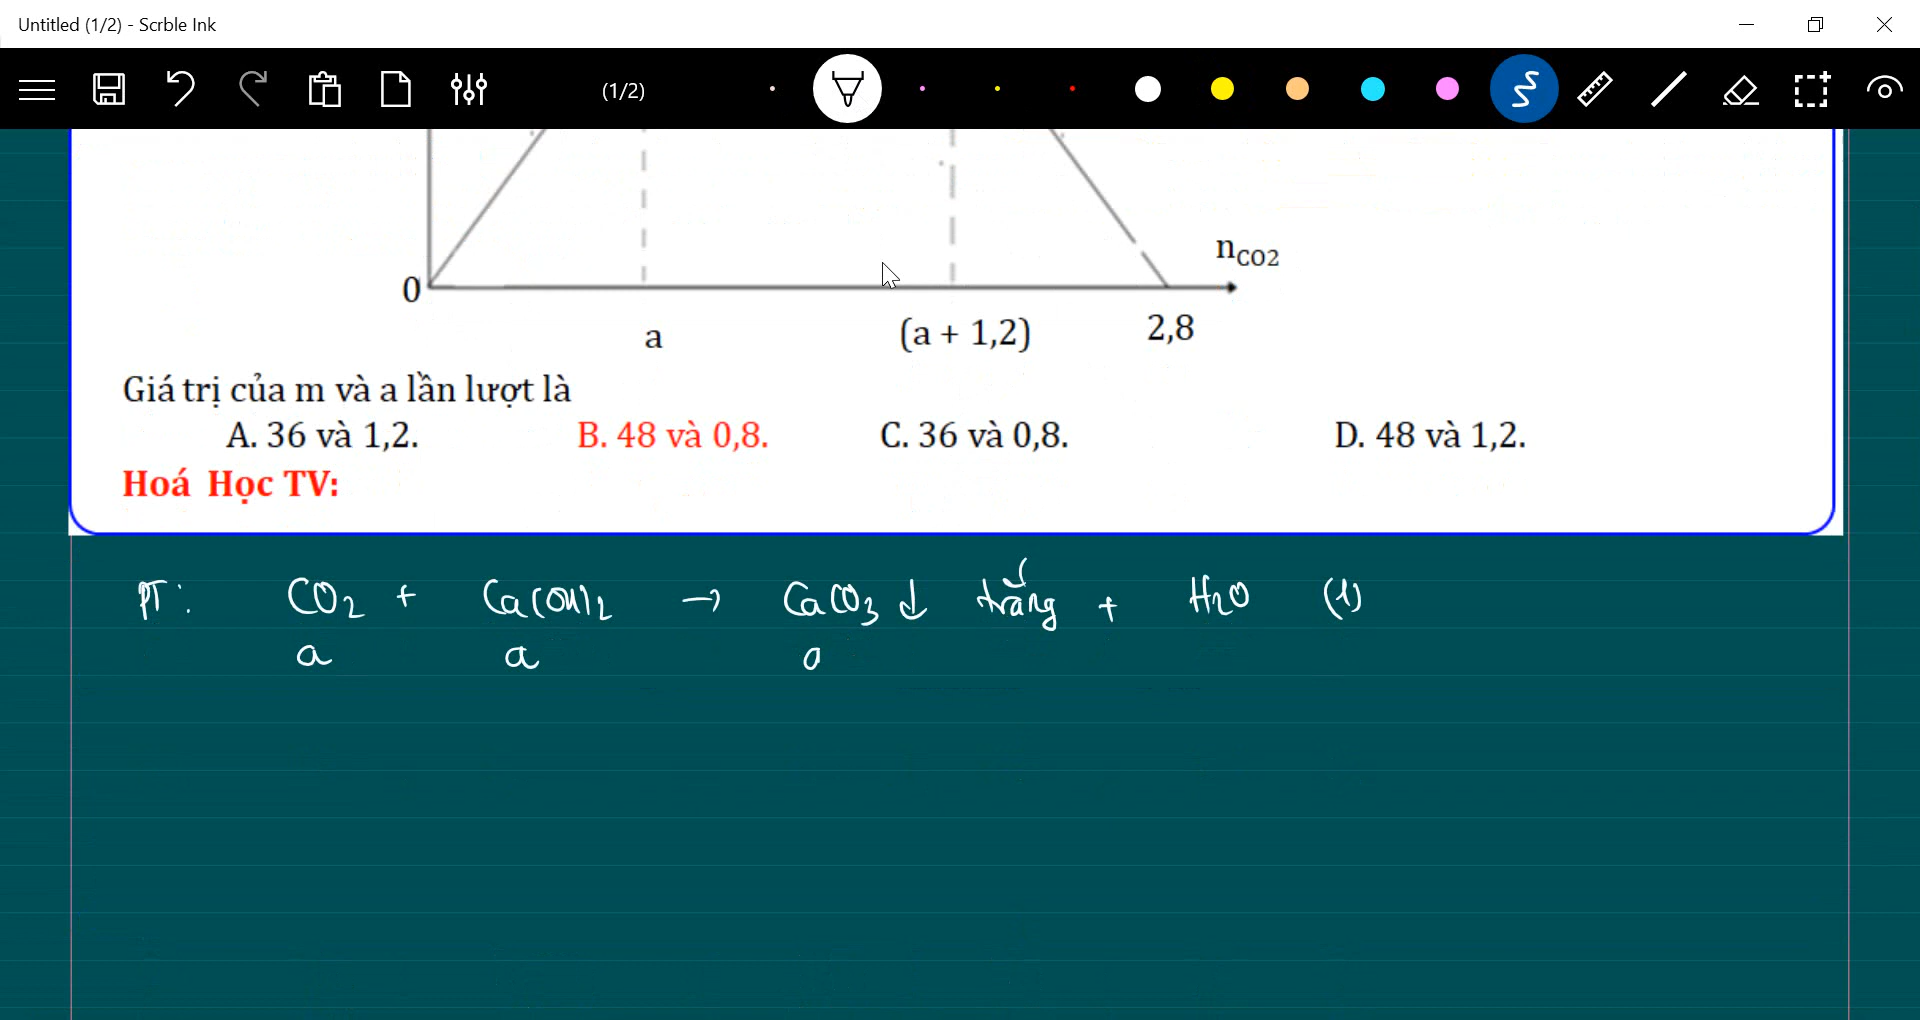 Untitled (1/2) - Scrble Ink
(1/2)
0
n_CO2
a
(a + 1,2)
2,8
Giá trị của m và a lần lượt là
A. 36 và 1,2. B. 48 và 0,8. C. 36 và 0,8. D. 48 và 1,2.
Hoá Học TV:
PT: CO2 + Ca(OH)2 → CaCO3 ↓ trắng + H2O (1)
a a a